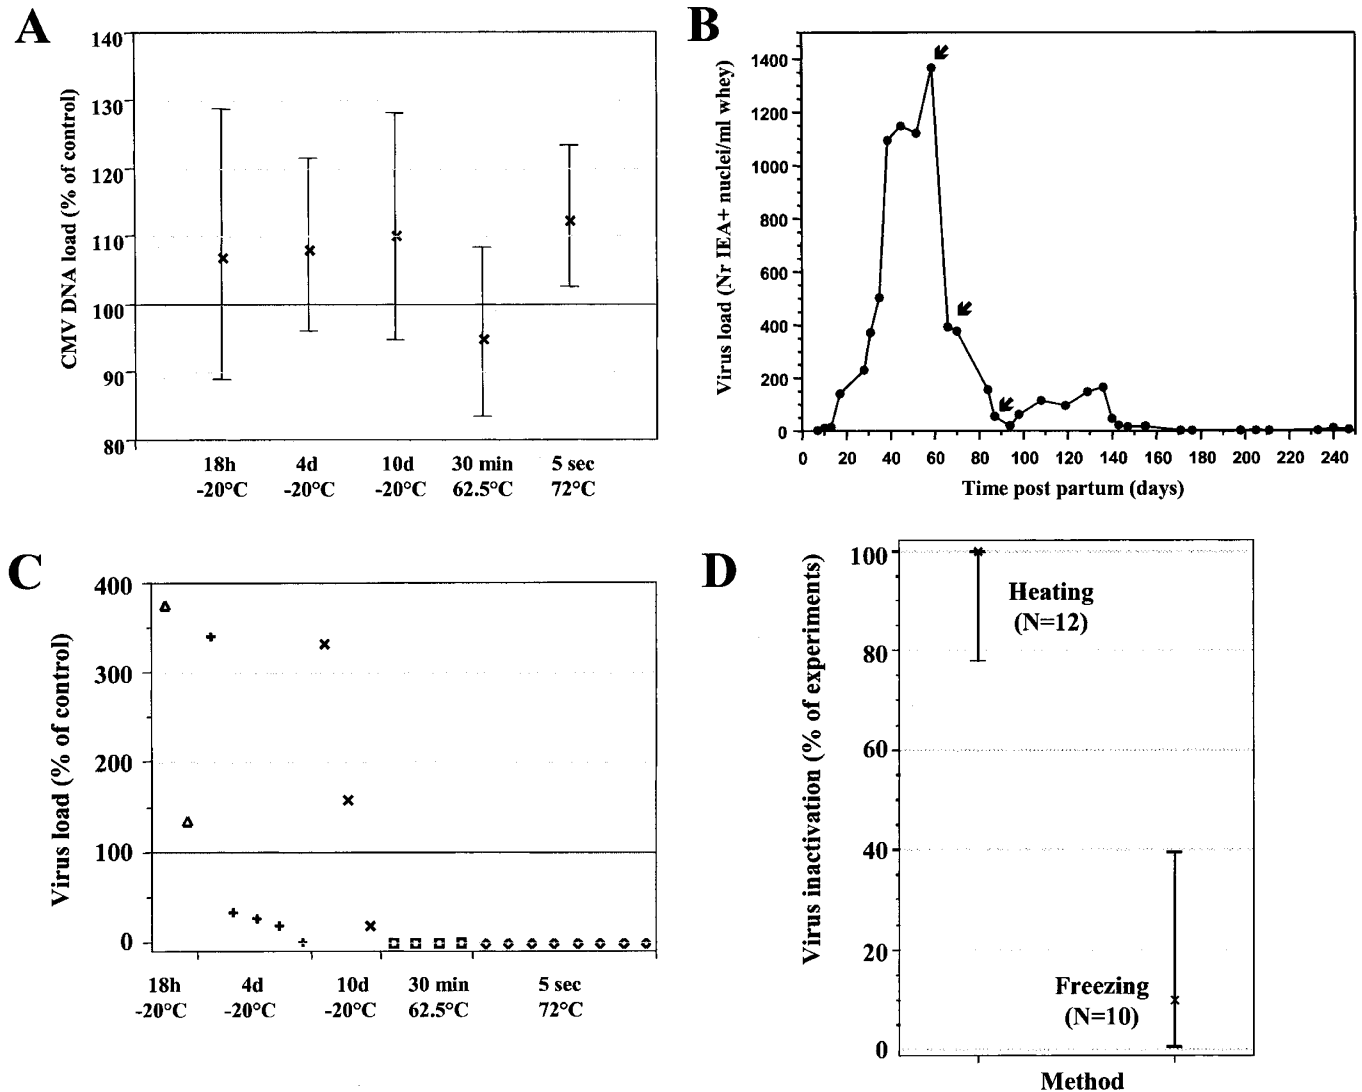 A
CMV DNA load (% of control)
140
130
120
110
100
90
80
18h 4d 10d 30 min 5 sec
-20°C -20°C -20°C 62.5°C 72°C
B
Virus load (Nr IEA+ nuclei/ml whey)
1400
1200
1000
800
600
400
200
0
0 20 40 60 80 100 120 140 160 180 200 220 240
Time post partum (days)
C
Virus load (% of control)
400
300
200
100
0
18h 4d 10d 30 min 5 sec
-20°C -20°C -20°C 62.5°C 72°C
D
Virus inactivation (% of experiments)
100
80
60
40
20
0
Heating
(N=12)
Freezing
(N=10)
Method